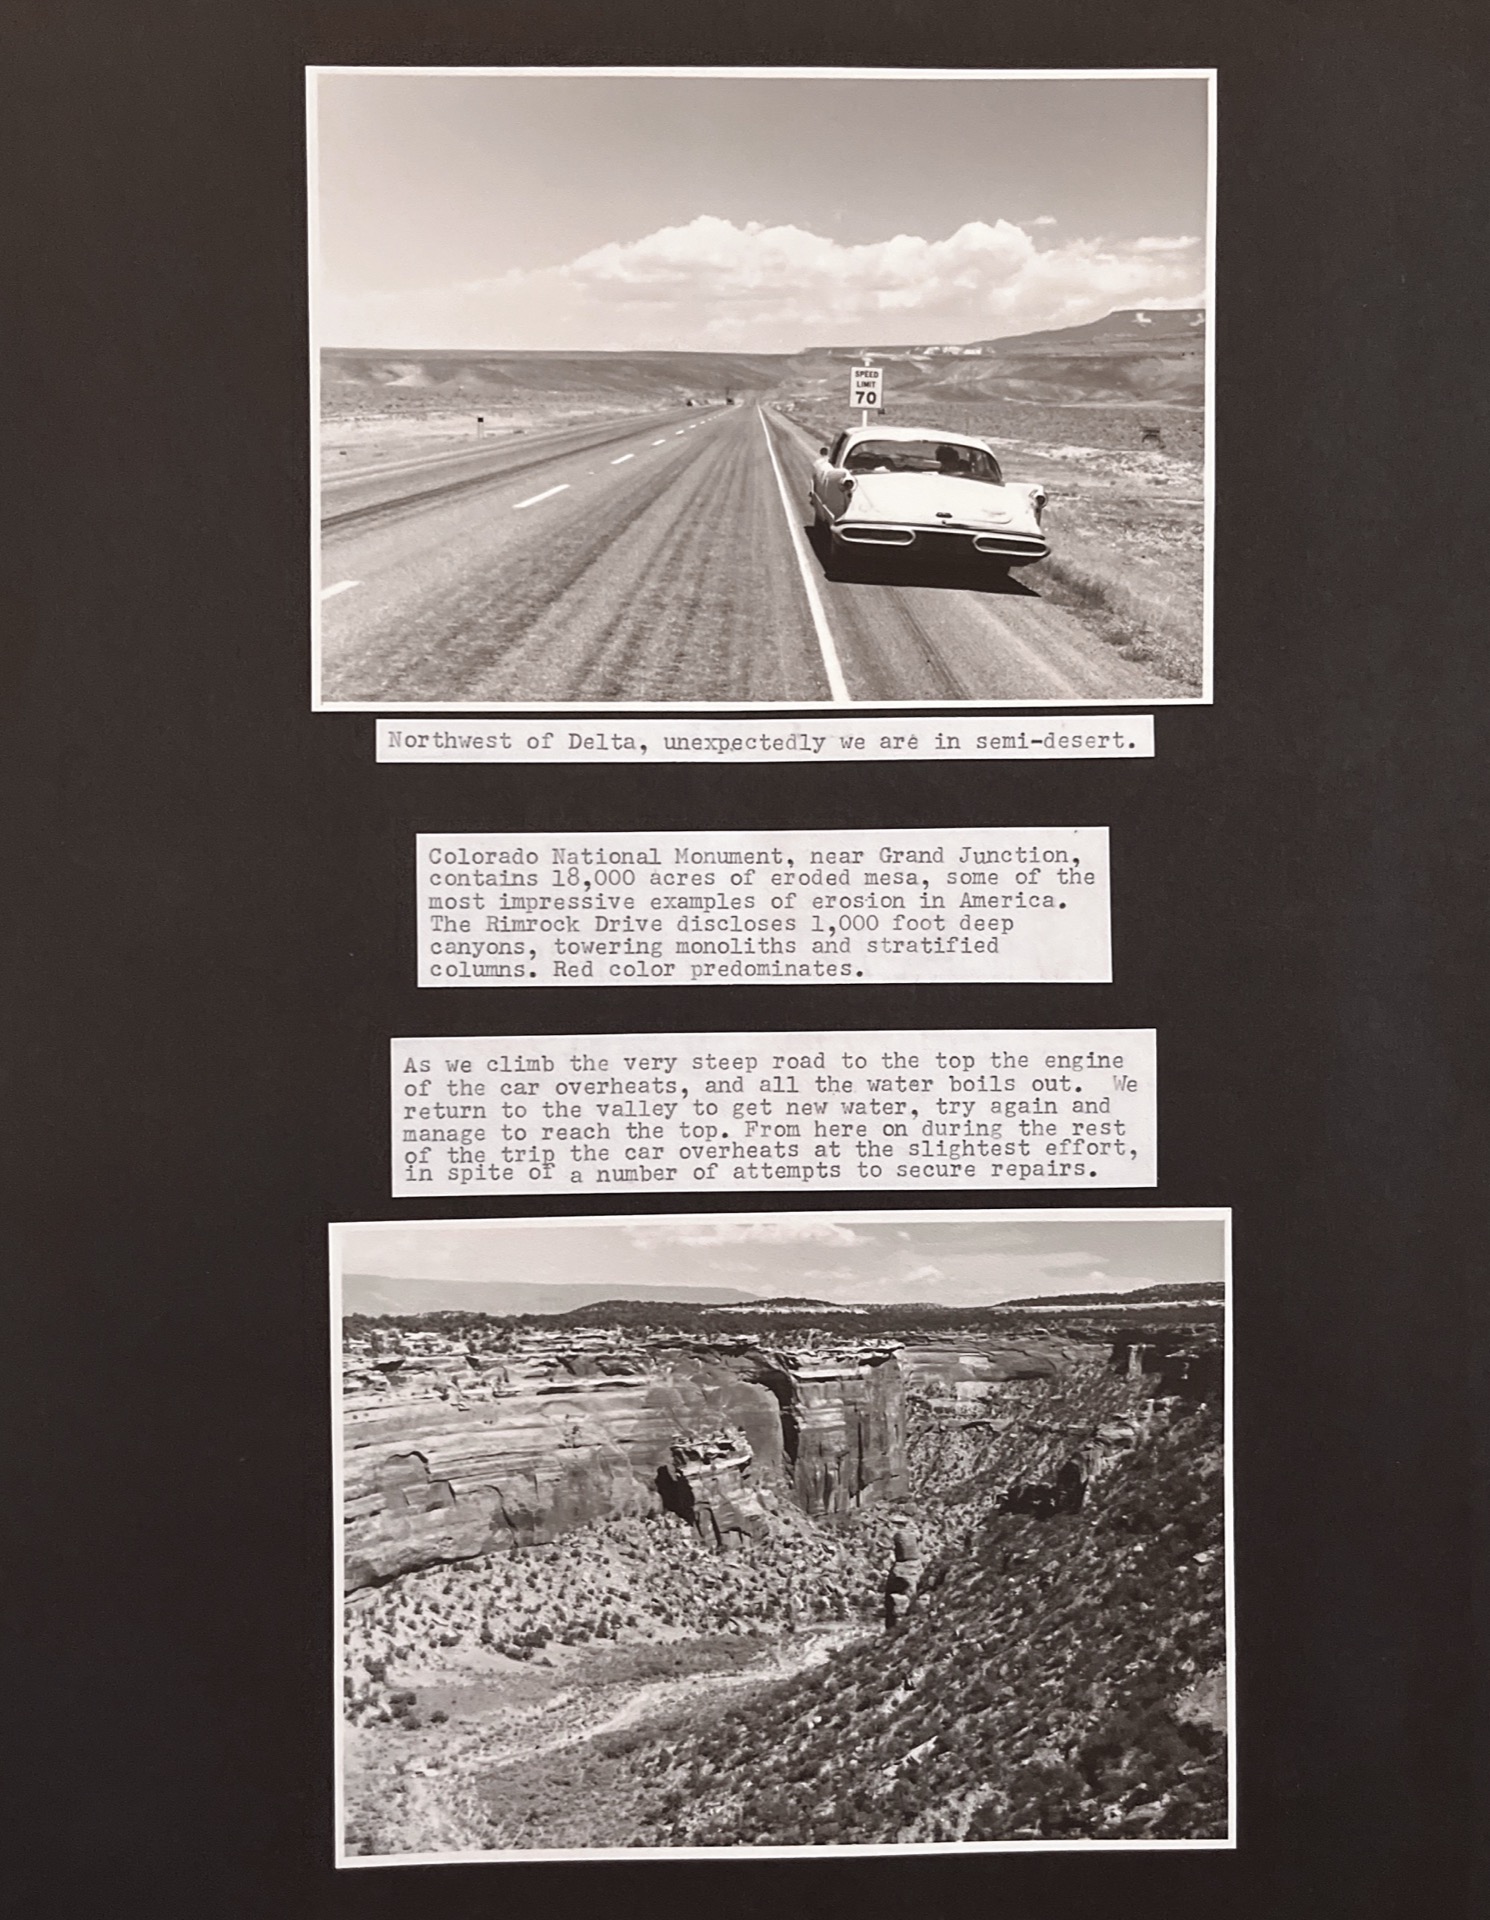 SPEED
LIMIT
70
Northwest of Delta, unexpectedly we are in semi-desert.
Colorado National Monument, near Grand Junction,
contains 18,000 acres of eroded mesa, some of the
most impressive examples of erosion in America.
The Rimrock Drive discloses 1,000 foot deep
canyons, towering monoliths and stratified
columns. Red color predominates.
As we climb the very steep road to the top the engine
of the car overheats, and all the water boils out. We
return to the valley to get new water, try again and
manage to reach the top. From here on during the rest
of the trip the car overheats at the slightest effort,
in spite of a number of attempts to secure repairs.